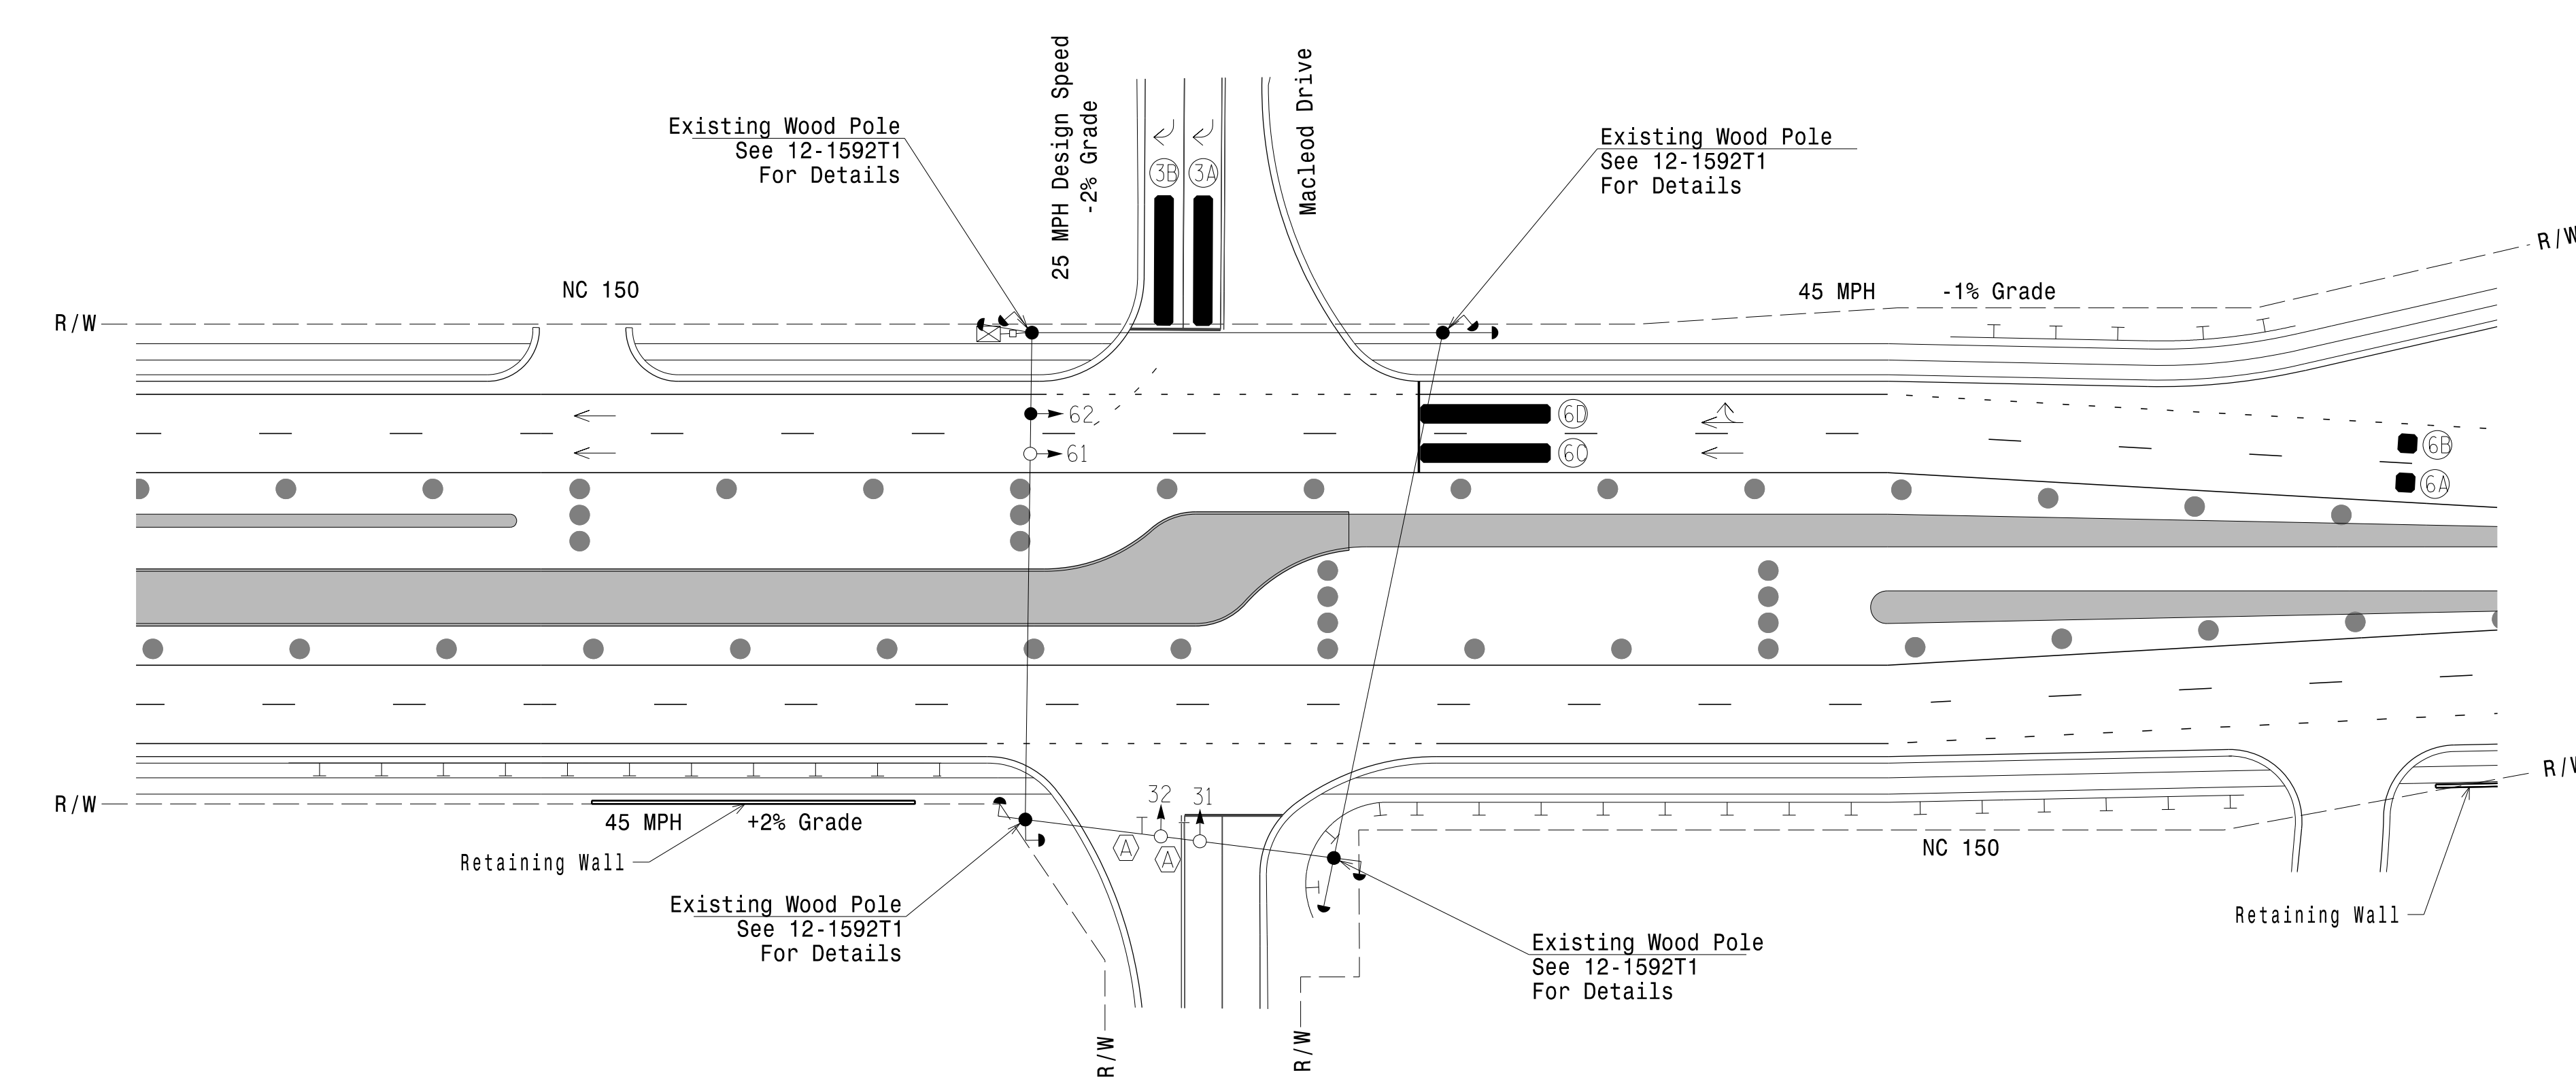 25 MPH Design Speed
-2% Grade
Macleod Drive
Existing Wood Pole
See 12-1592T1
For Details
Existing Wood Pole
See 12-1592T1
For Details
3B
3A
R/W
NC 150
45 MPH
-1% Grade
R/W
62
61
6D
6C
6B
6A
R/W
45 MPH
+2% Grade
Retaining Wall
32
31
A
A
NC 150
R/W
Retaining Wall
Existing Wood Pole
See 12-1592T1
For Details
Existing Wood Pole
See 12-1592T1
For Details
R/W
R/W